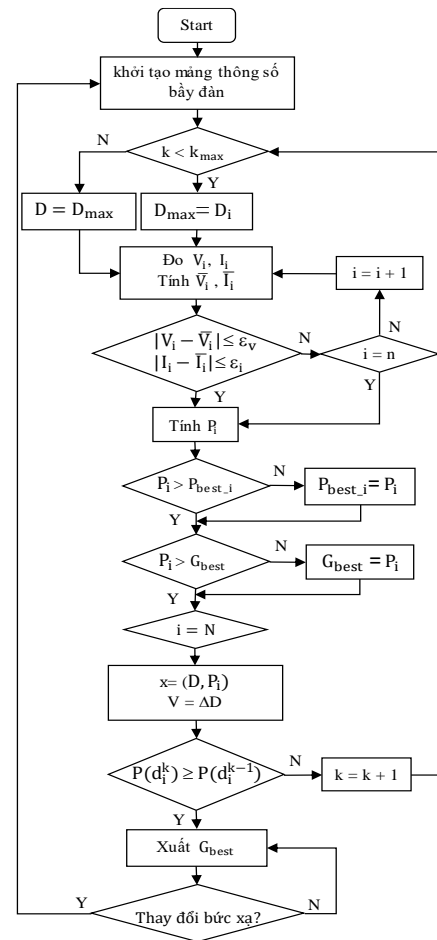 Start
khởi tạo mảng thông số
bầy đàn
N
k < kmax
Y
D = Dmax
Dmax= Di
Đo Vi, Ii
Tính V̅i , I̅i
i = i + 1
|Vi − V̅i| ≤ εv
|Ii − I̅i| ≤ εi
N
N
i = n
Y
Y
Tính Pi
Pi > Pbest_i
N
Pbest_i = Pi
Y
Pi > Gbest
N
Gbest = Pi
Y
i = N
x= (D, Pi)
V = ΔD
P(dᵢᵏ) ≥ P(dᵢᵏ⁻¹)
N
k = k + 1
Y
Xuất Gbest
Y
N
Thay đổi bức xạ?